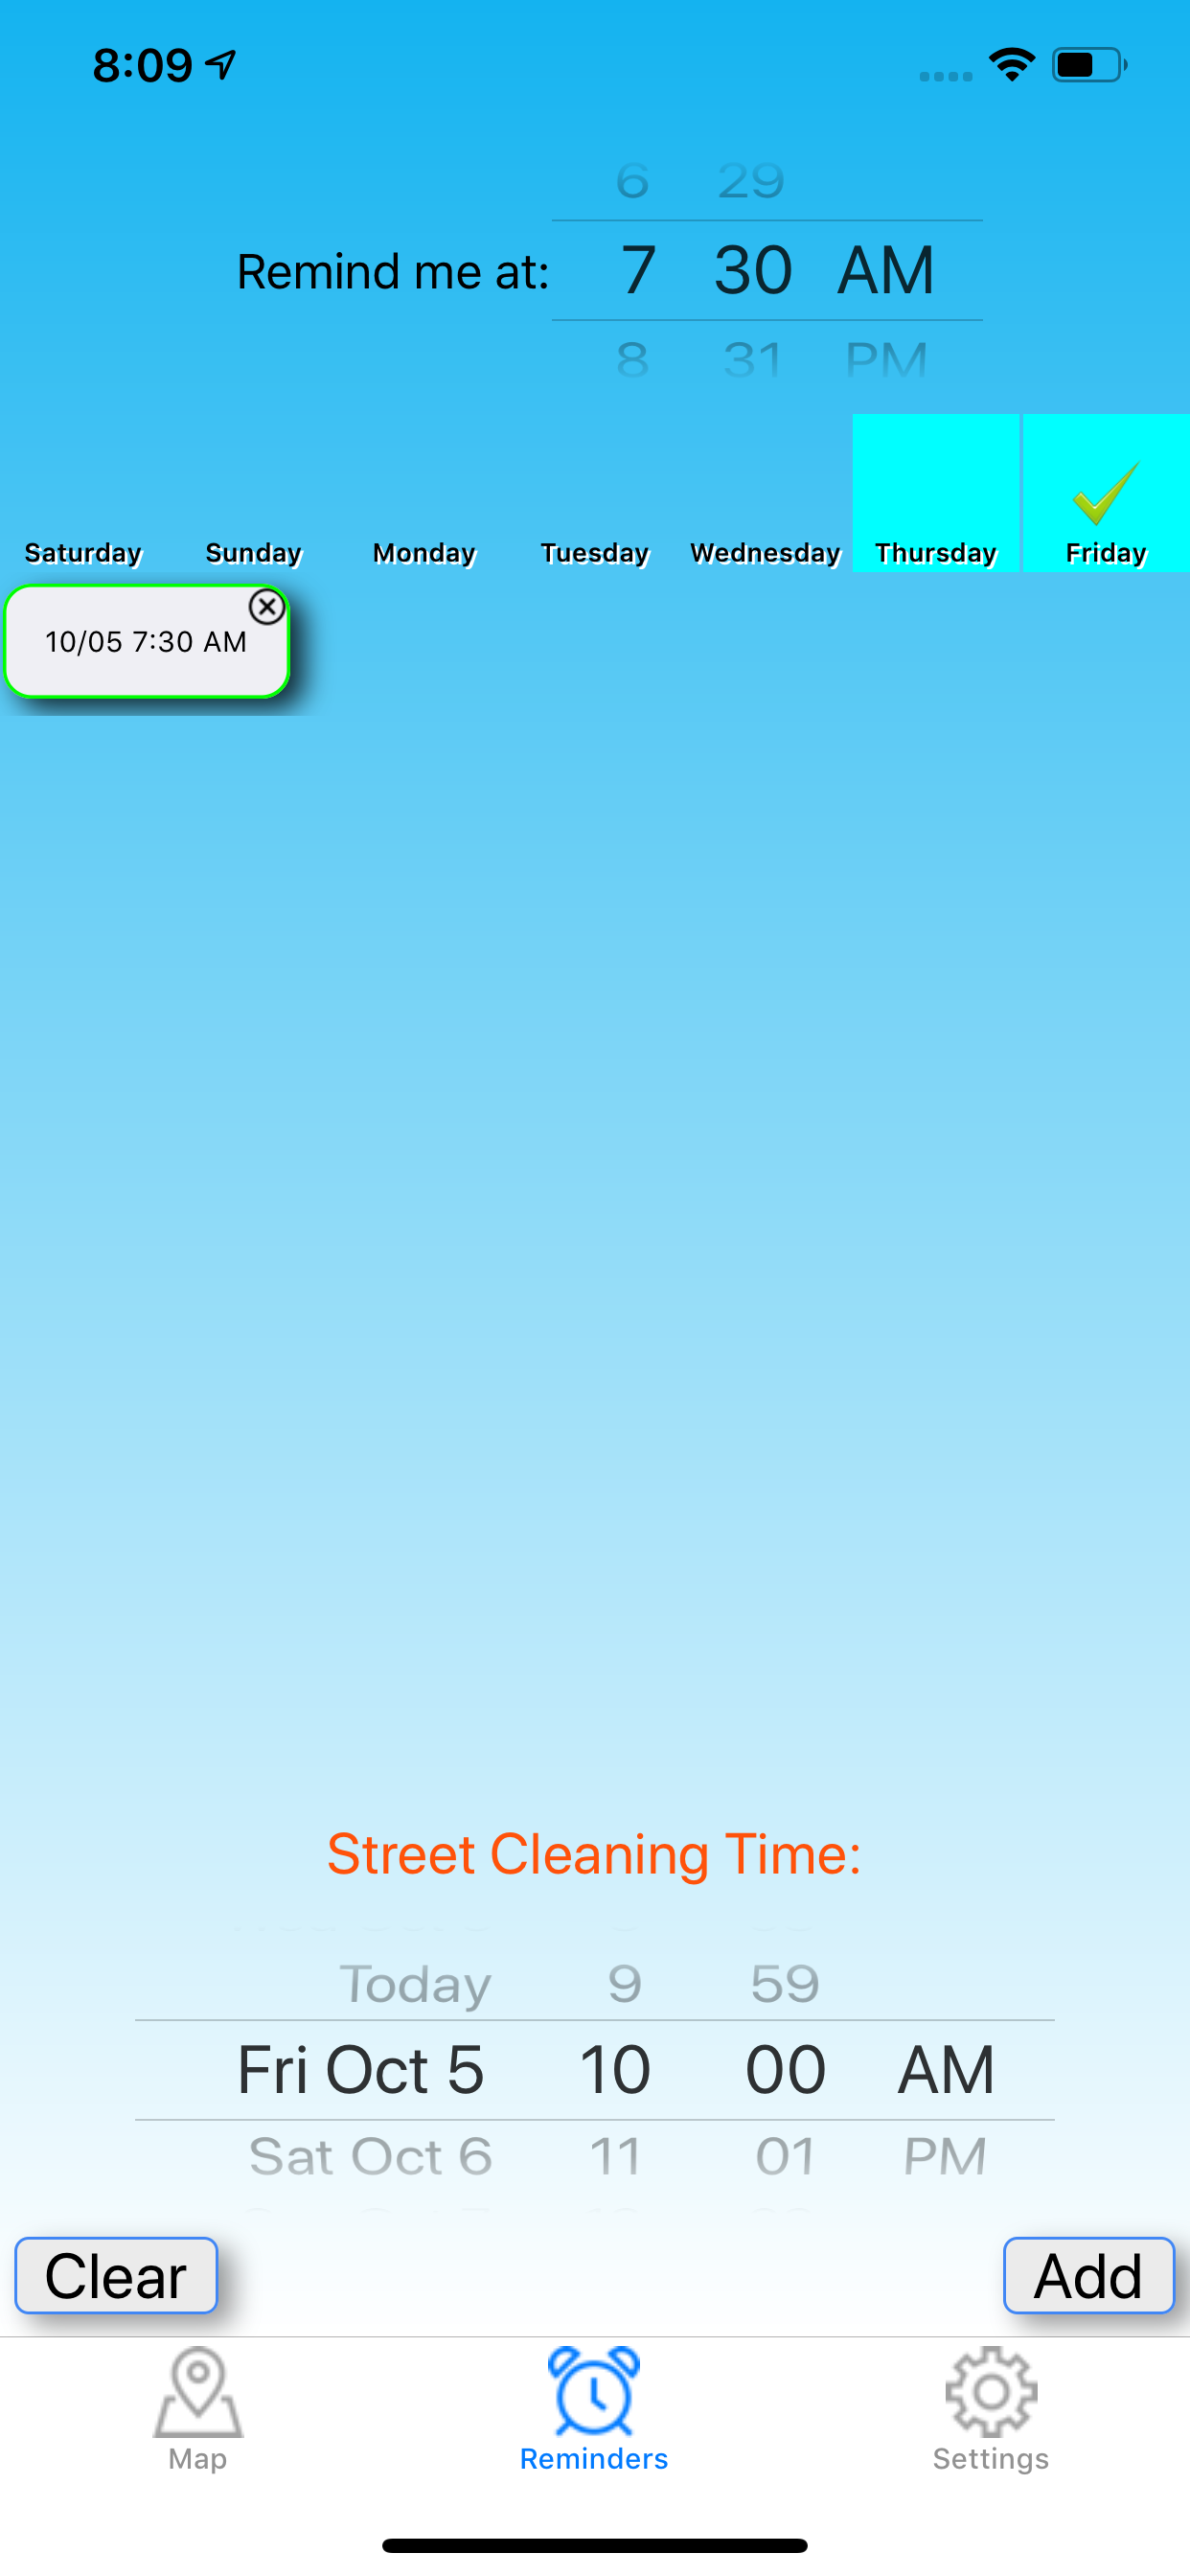 8:09
6 29
Remind me at: 7 30 AM
8 31 PM
Saturday Sunday Monday Tuesday Wednesday Thursday Friday
10/05 7:30 AM
Street Cleaning Time:
Today 9 59
Fri Oct 5 10 00 AM
Sat Oct 6 11 01 PM
Clear Add
Map Reminders Settings